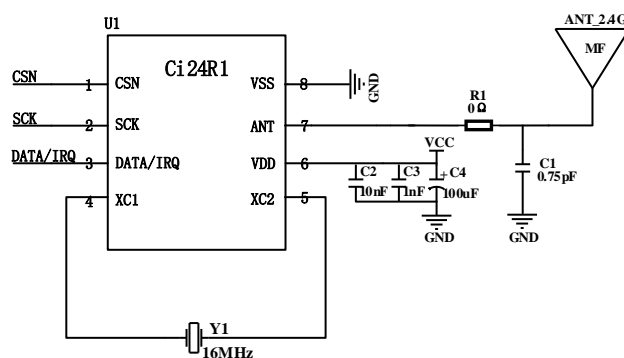 U1
ANT_2.4G
MF
Ci24R1
CSN
1
CSN
VSS
8
GND
SCK
2
SCK
ANT
7
R1
0Ω
DATA/IRQ
3
DATA/IRQ
VDD
6
VCC
C2
10nF
C3
1nF
+
C4
100uF
C1
0.75pF
4
XC1
XC2
5
GND
GND
Y1
16MHz